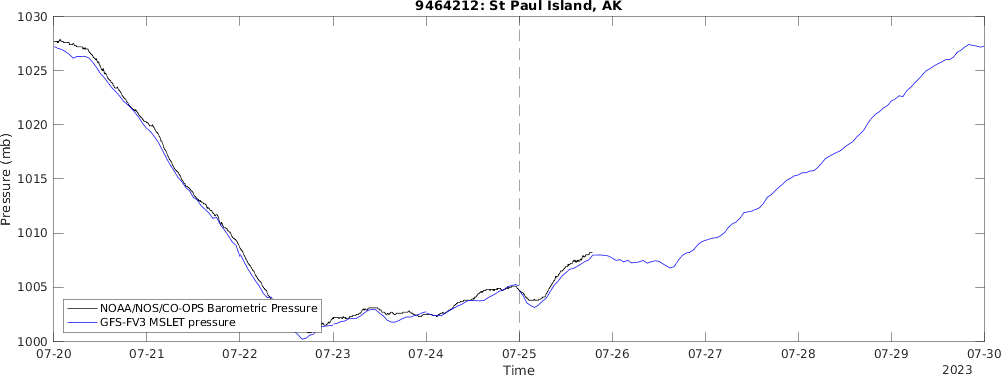 9464212: St Paul Island, AK
1030
1025
1020
1015
1010
1005
1000
Pressure (mb)
NOAA/NOS/CO-OPS Barometric Pressure
GFS-FV3 MSLET pressure
07-20 07-21 07-22 07-23 07-24 07-25 07-26 07-27 07-28 07-29 07-30
Time
2023